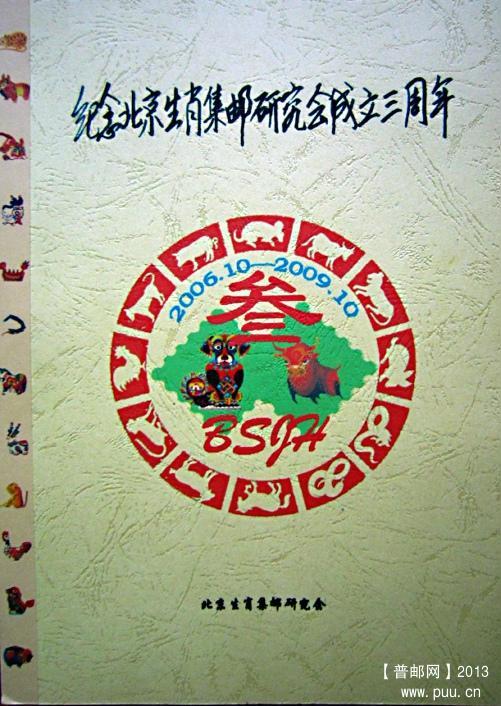 纪念北京生肖集邮研究会成立三周年
2006.10—2009.10
叁
BSJH
北京生肖集邮研究会
【普邮网】2013
www.puu.cn